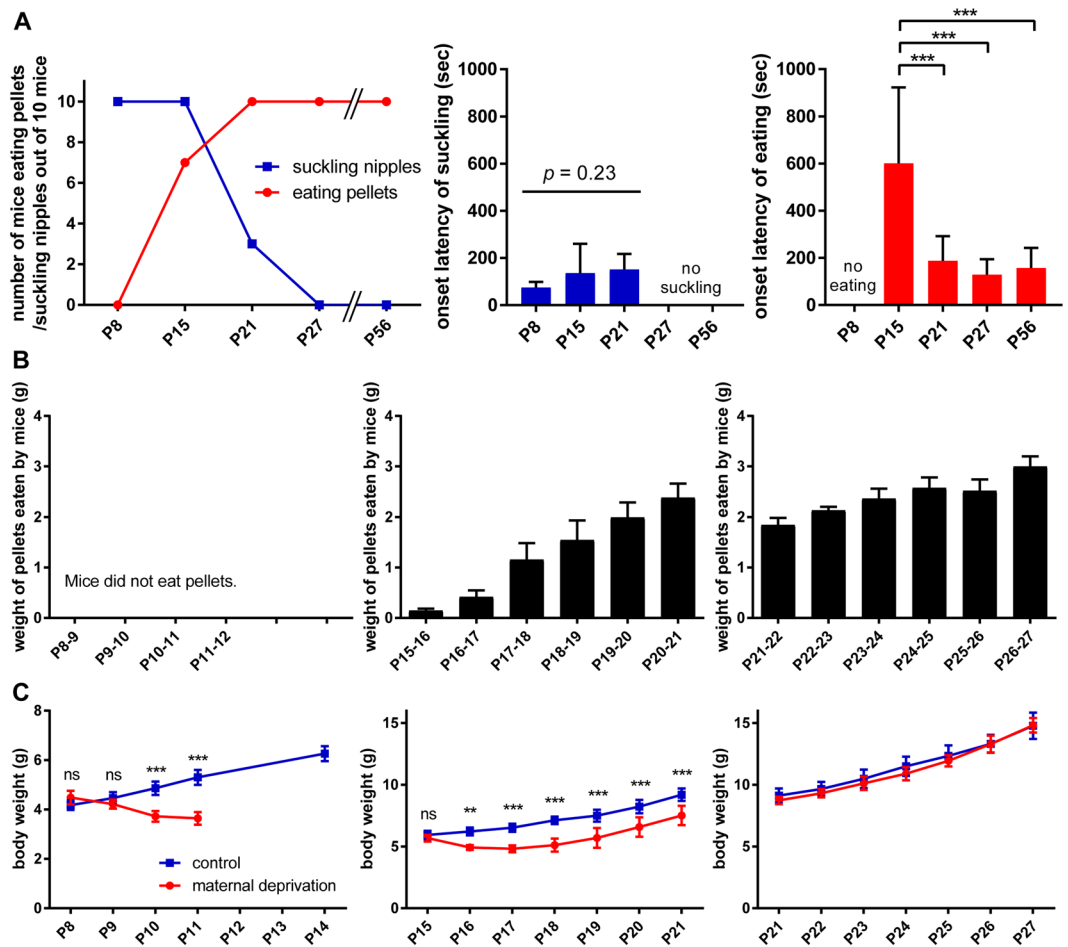 A
number of mice eating pellets
/suckling nipples out of 10 mice
10
8
6
4
2
0
suckling nipples
eating pellets
P8
P15
P21
P27
P56
onset latency of suckling (sec)
1000
800
600
400
200
0
p = 0.23
no
suckling
P8
P15
P21
P27
P56
onset latency of eating (sec)
1000
800
600
400
200
0
***
***
***
no
eating
P8
P15
P21
P27
P56
B
weight of pellets eaten by mice (g)
4
3
2
1
0
Mice did not eat pellets.
P8-9
P9-10
P10-11
P11-12
weight of pellets eaten by mice (g)
4
3
2
1
0
P15-16
P16-17
P17-18
P18-19
P19-20
P20-21
weight of pellets eaten by mice (g)
4
3
2
1
0
P21-22
P22-23
P23-24
P24-25
P25-26
P26-27
C
body weight (g)
8
6
4
2
0
ns
ns
***
***
control
maternal deprivation
P8
P9
P10
P11
P12
P13
P14
body weight (g)
15
10
5
0
ns
**
***
***
***
***
***
P15
P16
P17
P18
P19
P20
P21
body weight (g)
15
10
5
0
P21
P22
P23
P24
P25
P26
P27